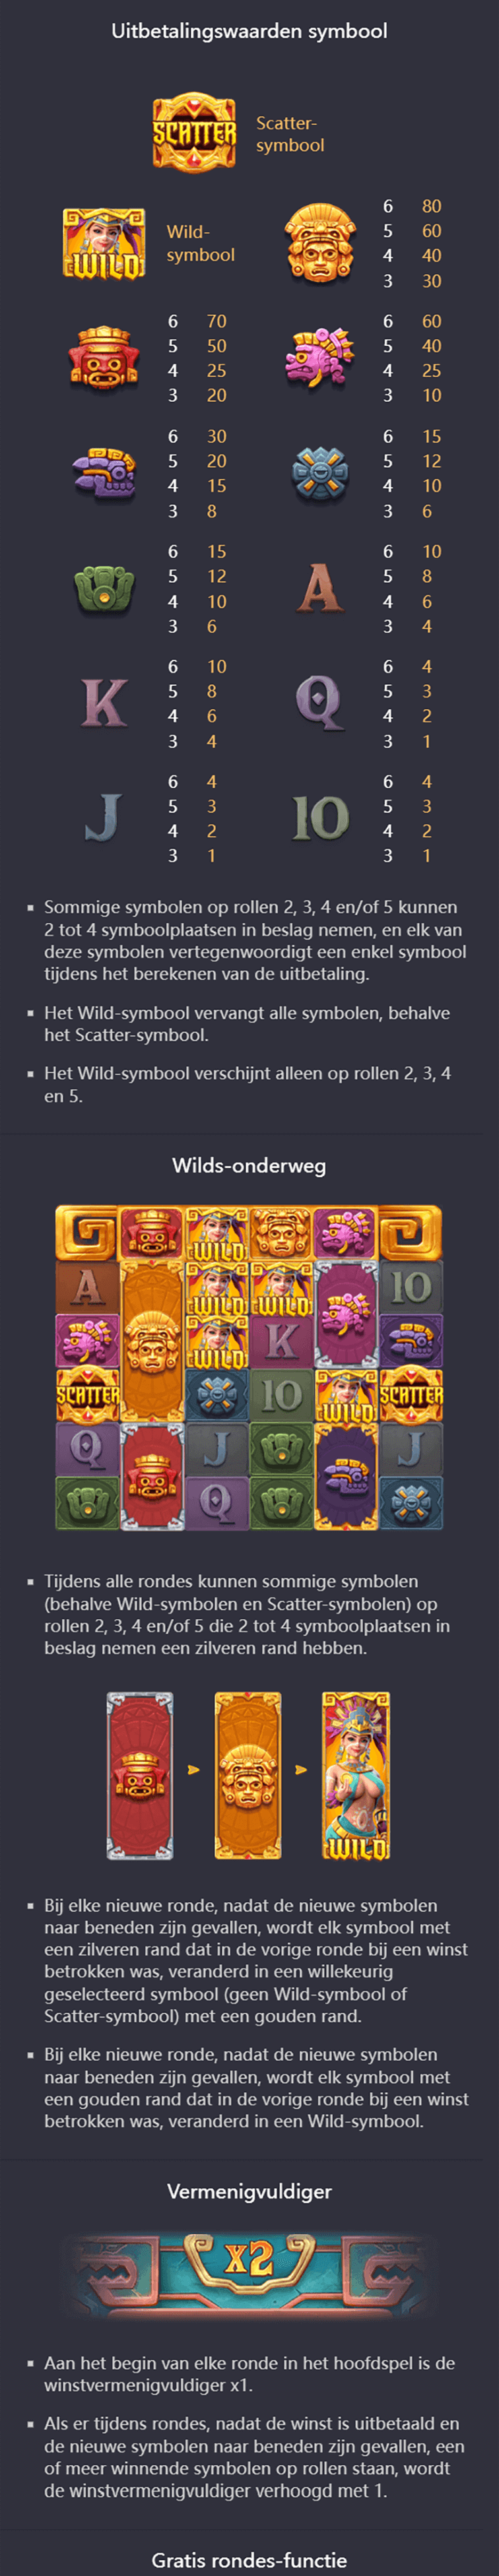 Uitbetalingswaarden symbool
SCATTER
Scatter-
symbool
WILD
Wild-
symbool
6 80
5 60
4 40
3 30
6 70
5 50
4 25
3 20
6 60
5 40
4 25
3 10
6 30
5 20
4 15
3 8
6 15
5 12
4 10
3 6
6 15
5 12
4 10
3 6
A
6 10
5 8
4 6
3 4
K
6 10
5 8
4 6
3 4
Q
6 4
5 3
4 2
3 1
J
6 4
5 3
4 2
3 1
10
6 4
5 3
4 2
3 1
Sommige symbolen op rollen 2, 3, 4 en/of 5 kunnen
2 tot 4 symboolplaatsen in beslag nemen, en elk van
deze symbolen vertegenwoordigt een enkel symbool
tijdens het berekenen van de uitbetaling.
Het Wild-symbool vervangt alle symbolen, behalve
het Scatter-symbool.
Het Wild-symbool verschijnt alleen op rollen 2, 3, 4
en 5.
Wilds-onderweg
WILD
A WILD WILD 10
WILD K
SCATTER 10 WILD SCATTER
Q J J
Q
Tijdens alle rondes kunnen sommige symbolen
(behalve Wild-symbolen en Scatter-symbolen) op
rollen 2, 3, 4 en/of 5 die 2 tot 4 symboolplaatsen in
beslag nemen een zilveren rand hebben.
WILD
Bij elke nieuwe ronde, nadat de nieuwe symbolen
naar beneden zijn gevallen, wordt elk symbool met
een zilveren rand dat in de vorige ronde bij een winst
betrokken was, veranderd in een willekeurig
geselecteerd symbool (geen Wild-symbool of
Scatter-symbool) met een gouden rand.
Bij elke nieuwe ronde, nadat de nieuwe symbolen
naar beneden zijn gevallen, wordt elk symbool met
een gouden rand dat in de vorige ronde bij een winst
betrokken was, veranderd in een Wild-symbool.
Vermenigvuldiger
x2
Aan het begin van elke ronde in het hoofdspel is de
winstvermenigvuldiger x1.
Als er tijdens rondes, nadat de winst is uitbetaald en
de nieuwe symbolen naar beneden zijn gevallen, een
of meer winnende symbolen op rollen staan, wordt
de winstvermenigvuldiger verhoogd met 1.
Gratis rondes-functie